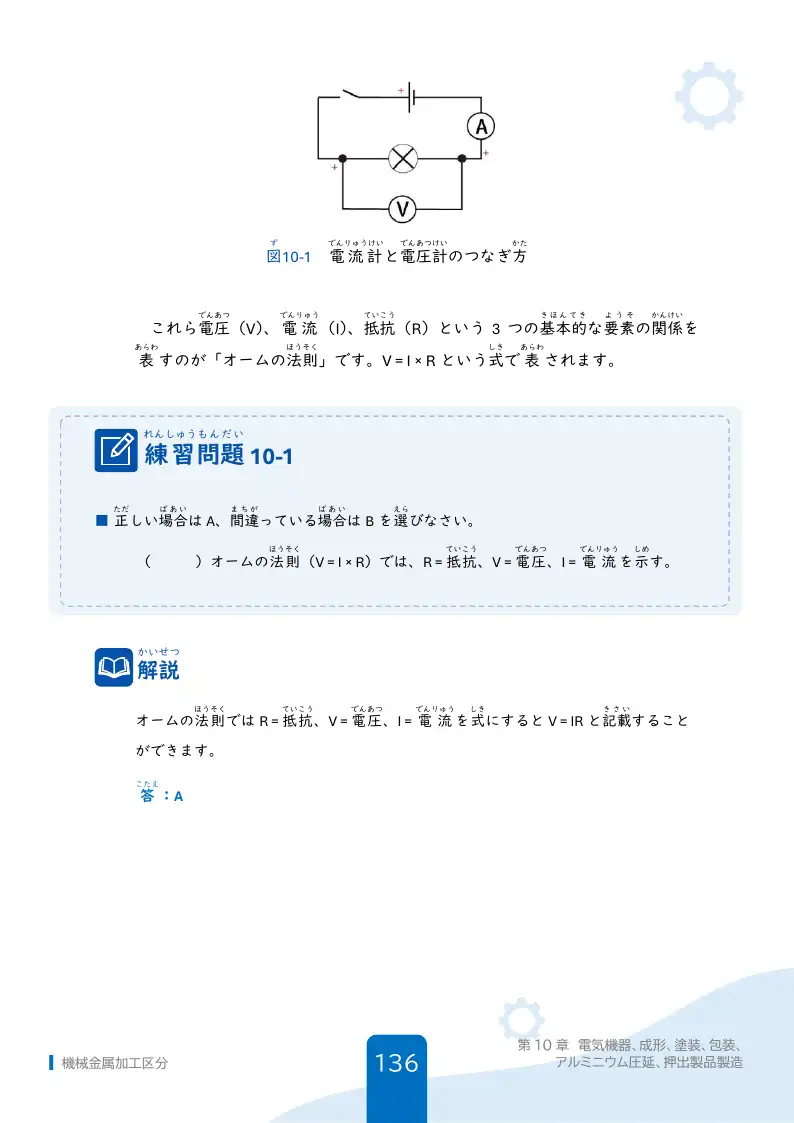 +
A
+
+
V
図10-1 電流計と電圧計のつなぎ方
これら電圧（V）、電流（I）、抵抗（R）という 3 つの基本的な要素の関係を
表すのが「オームの法則」です。V = I × R という式で表されます。
練習問題 10-1
■ 正しい場合は A、間違っている場合は B を選びなさい。
（　　　）オームの法則（V = I × R）では、R = 抵抗、V = 電圧、I = 電流を示す。
解説
オームの法則では R = 抵抗、V = 電圧、I = 電流を式にすると V = IR と記載すること
ができます。
答：A
機械金属加工区分
136
第 10 章 電気機器、成形、塗装、包装、
アルミニウム圧延、押出製品製造